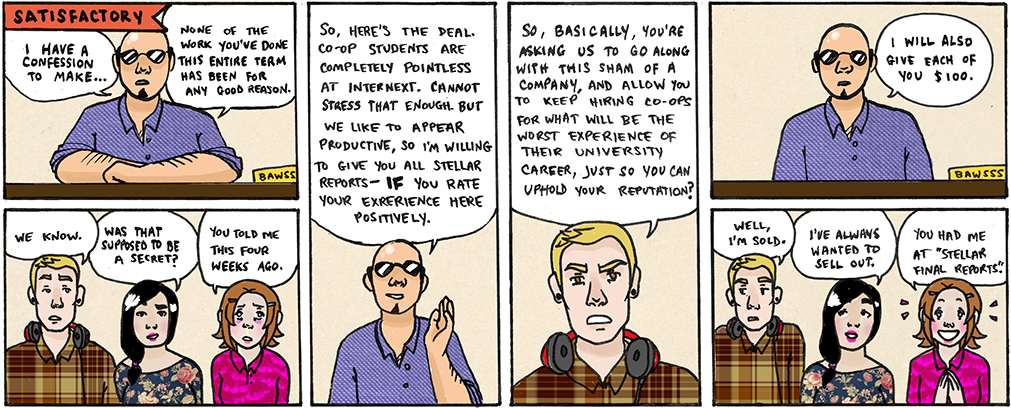 SATISFACTORY
I HAVE A
CONFESSION
TO MAKE...
NONE OF THE
WORK YOU'VE DONE
THIS ENTIRE TERM
HAS BEEN FOR
ANY GOOD REASON.
BAWSS
WE KNOW.
WAS THAT
SUPPOSED TO BE
A SECRET?
YOU TOLD ME
THIS FOUR
WEEKS AGO.
SO, HERE'S THE DEAL.
CO-OP STUDENTS ARE
COMPLETELY POINTLESS
AT INTERNEXT. CANNOT
STRESS THAT ENOUGH. BUT
WE LIKE TO APPEAR
PRODUCTIVE, SO I'M WILLING
TO GIVE YOU ALL STELLAR
REPORTS— IF YOU RATE
YOUR EXRERIENCE HERE
POSITIVELY.
SO, BASICALLY, YOU'RE
ASKING US TO GO ALONG
WITH THIS SHAM OF A
COMPANY, AND ALLOW YOU
TO KEEP HIRING CO-OPS
FOR WHAT WILL BE THE
WORST EXPERIENCE OF
THEIR UNIVERSITY
CAREER, JUST SO YOU CAN
UPHOLD YOUR REPUTATION?
I WILL ALSO
GIVE EACH OF
YOU $100.
BAWSSS
WELL,
I'M SOLD.
I'VE ALWAYS
WANTED TO
SELL OUT.
YOU HAD ME
AT "STELLAR
FINAL REPORTS."